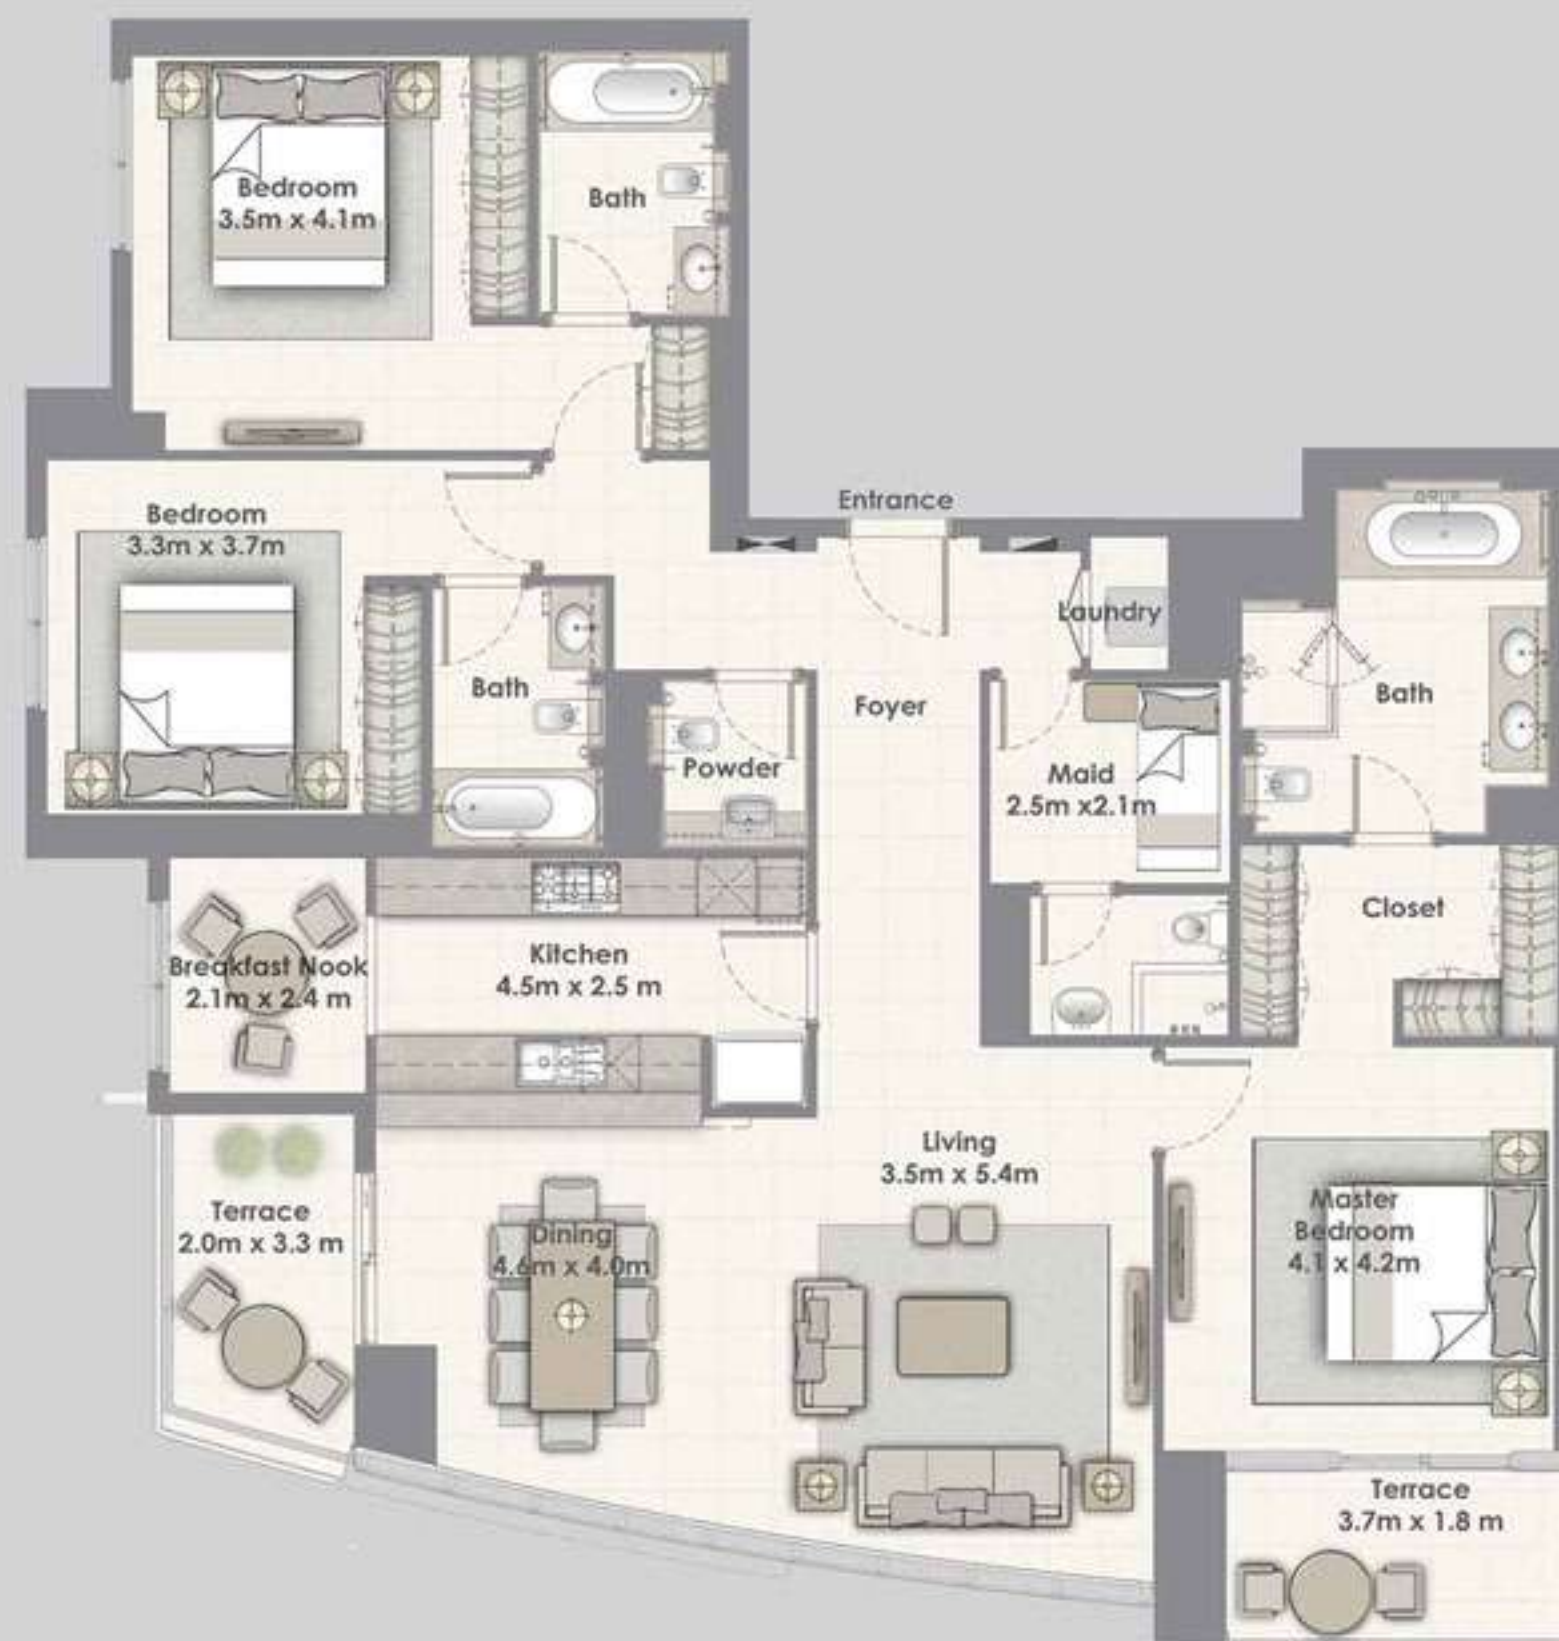 Bedroom
3.5m x 4.1m
Bath
Entrance
Bedroom
3.3m x 3.7m
Laundry
Bath
Bath
Foyer
Powder
Maid
2.5m x2.1m
Closet
Kitchen
4.5m x 2.5 m
Breakfast Nook
2.1m x 2.4 m
Living
3.5m x 5.4m
Terrace
2.0m x 3.3 m
Dining
4.6m x 4.0m
Master
Bedroom
4.1 x 4.2m
Terrace
3.7m x 1.8 m